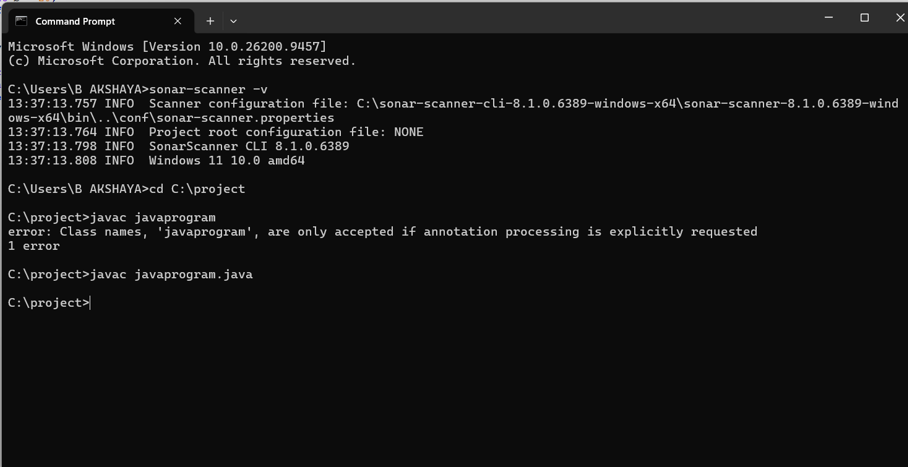 Command Prompt
Microsoft Windows [Version 10.0.26200.9457]
(c) Microsoft Corporation. All rights reserved.
C:\Users\B AKSHAYA>sonar-scanner -v
13:37:13.757 INFO  Scanner configuration file: C:\sonar-scanner-cli-8.1.0.6389-windows-x64\sonar-scanner-8.1.0.6389-wind
ows-x64\bin\..\conf\sonar-scanner.properties
13:37:13.764 INFO  Project root configuration file: NONE
13:37:13.798 INFO  SonarScanner CLI 8.1.0.6389
13:37:13.808 INFO  Windows 11 10.0 amd64
C:\Users\B AKSHAYA>cd C:\project
C:\project>javac javaprogram
error: Class names, 'javaprogram', are only accepted if annotation processing is explicitly requested
1 error
C:\project>javac javaprogram.java
C:\project>